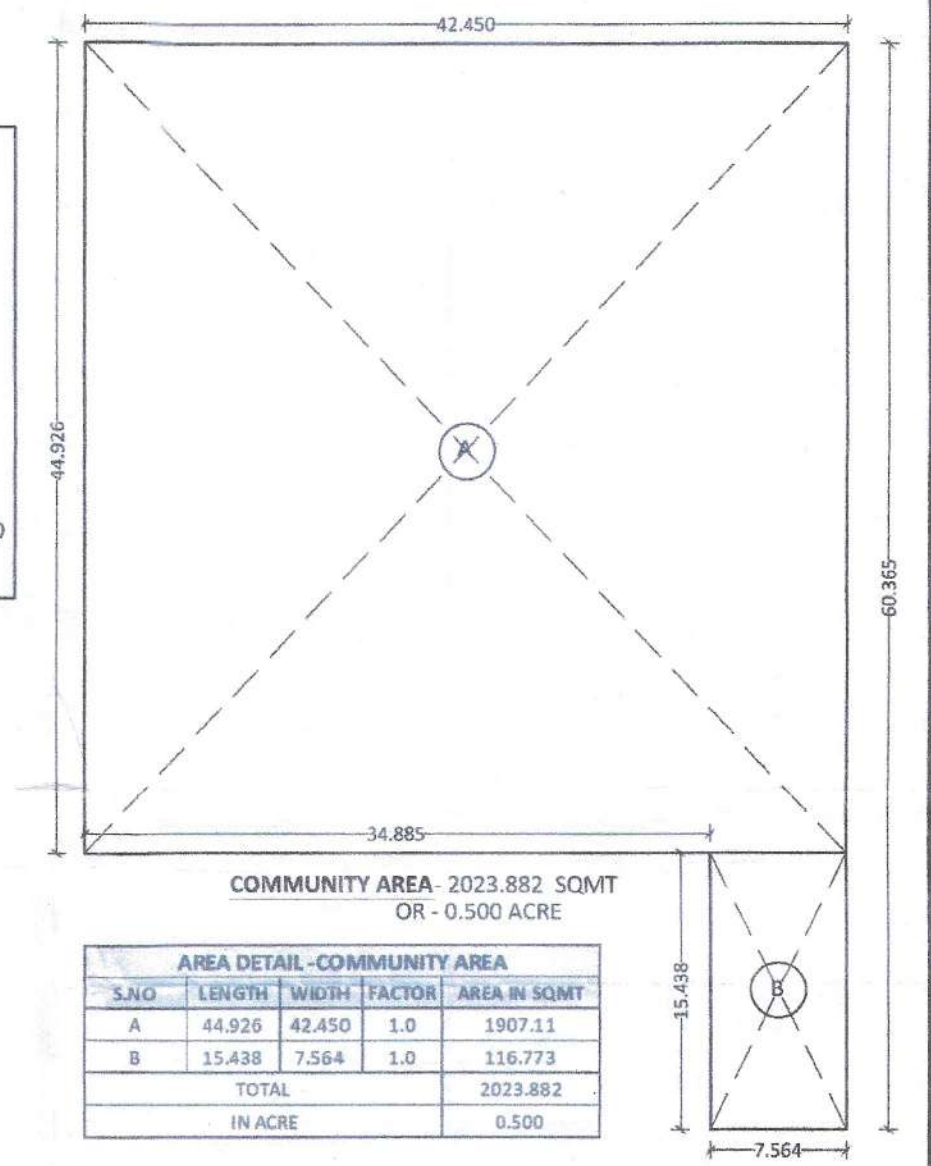 42.450
44.926
A
60.365
34.885
COMMUNITY AREA- 2023.882 SQMT
OR - 0.500 ACRE
AREA DETAIL -COMMUNITY AREA
S.NO LENGTH WIDTH FACTOR AREA IN SQMT
A 44.926 42.450 1.0 1907.11
B 15.438 7.564 1.0 116.773
TOTAL 2023.882
IN ACRE 0.500
15.438
B
7.564